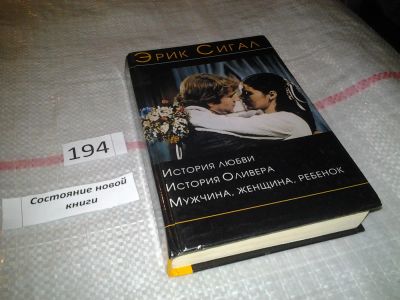 Эрик Сигал
История любви
История Оливера
Мужчина, женщина, ребенок
194
Состояние новой
книги